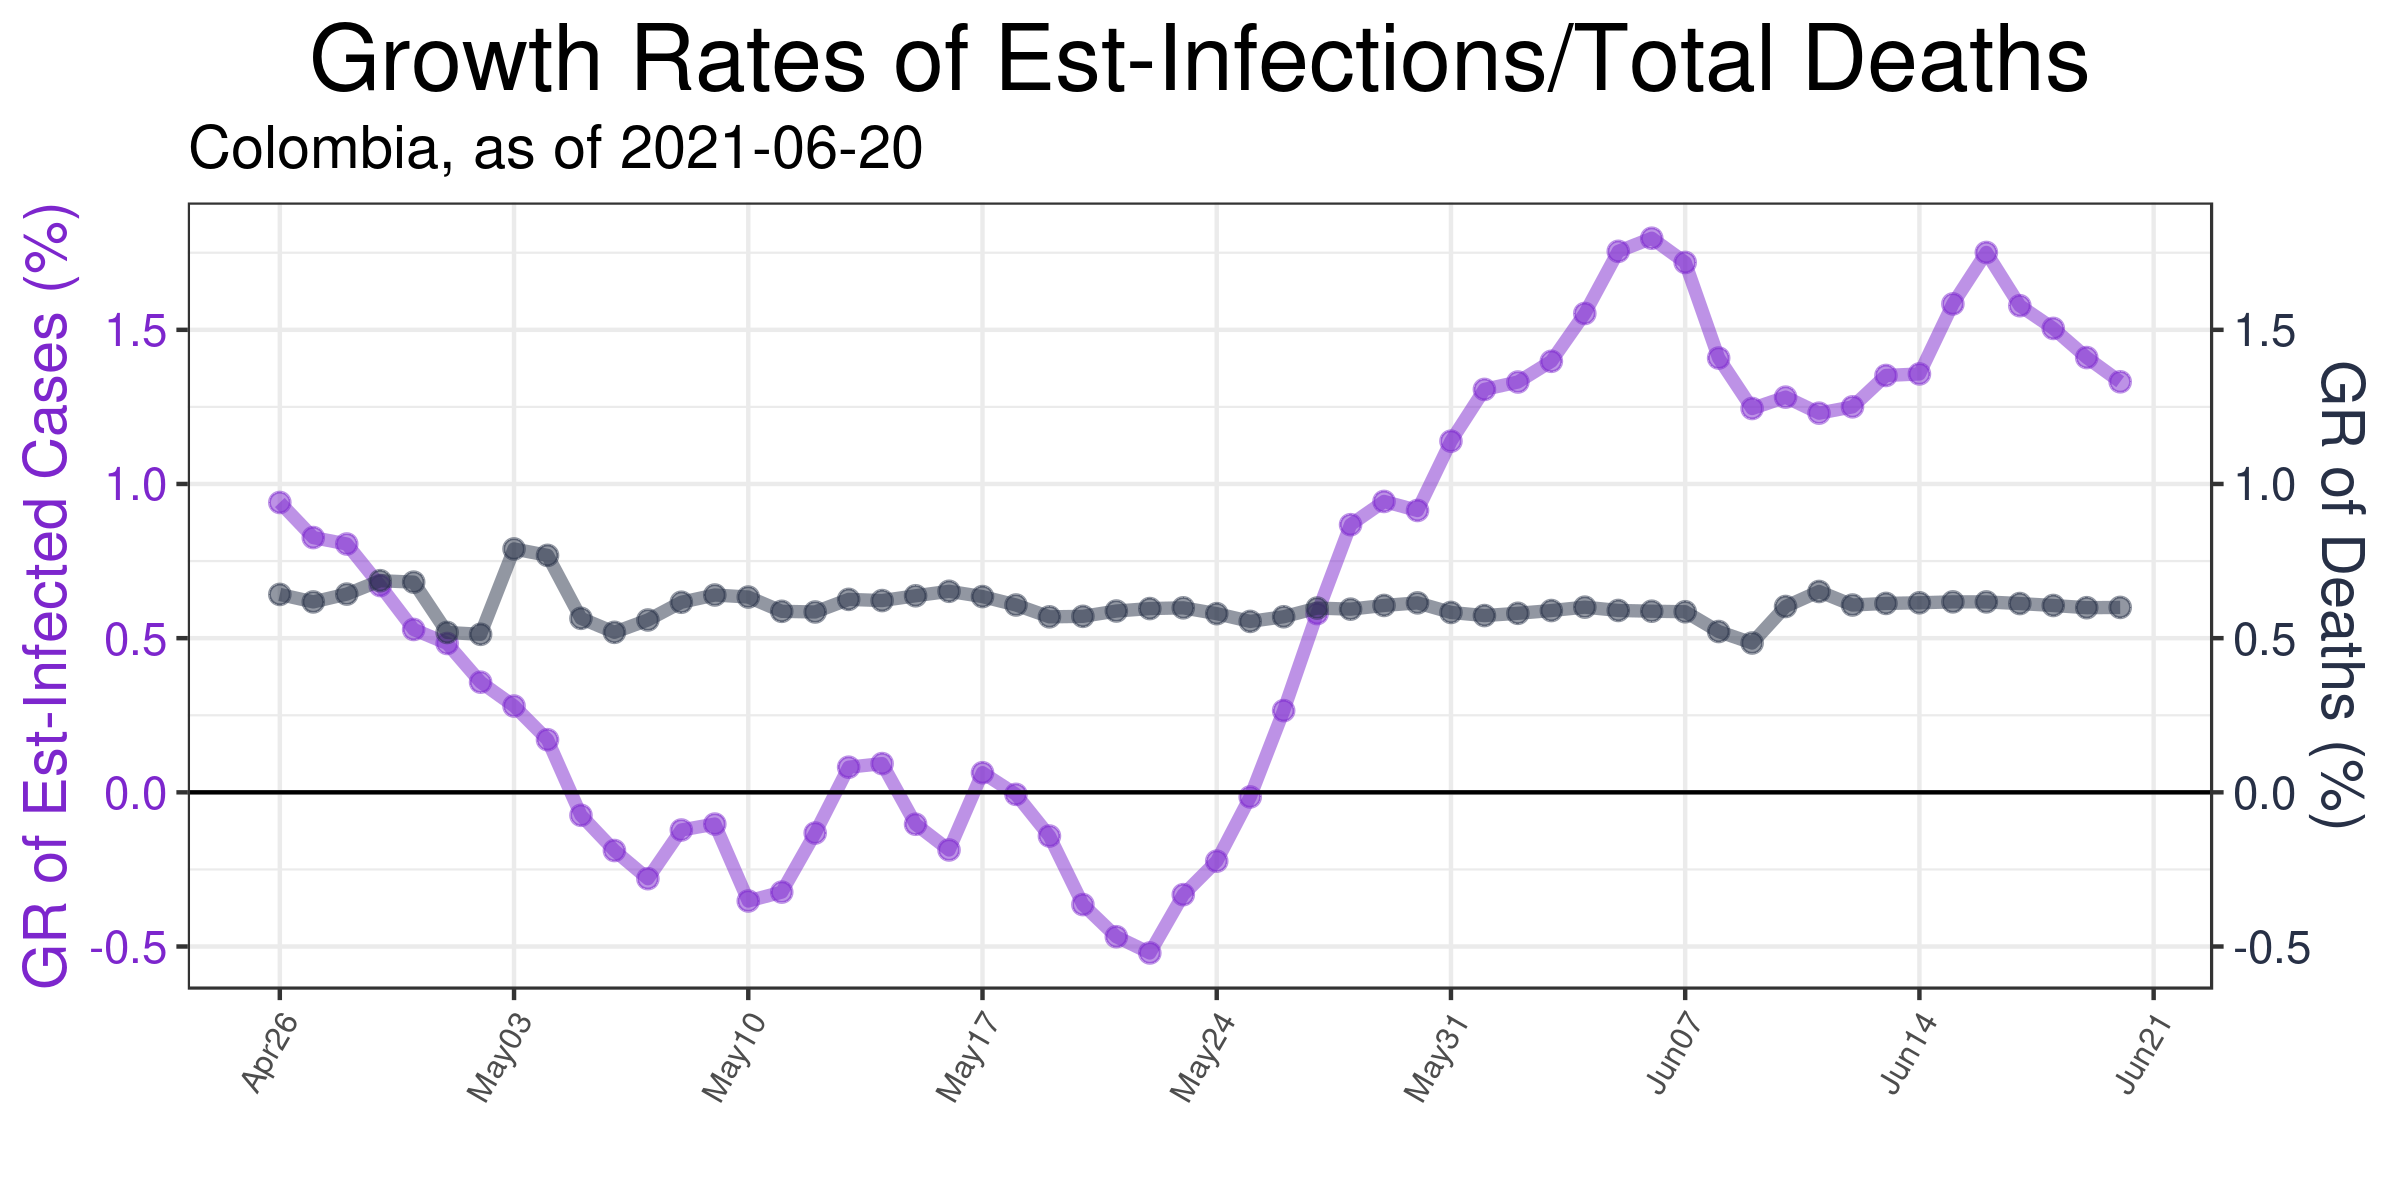 Growth Rates of Est-Infections/Total Deaths
Colombia, as of 2021-06-20
GR of Est-Infected Cases (%)
1.5
1.0
0.5
0.0
-0.5
1.5
1.0
0.5
0.0
-0.5
GR of Deaths (%)
Apr26
May03
May10
May17
May24
May31
Jun07
Jun14
Jun21